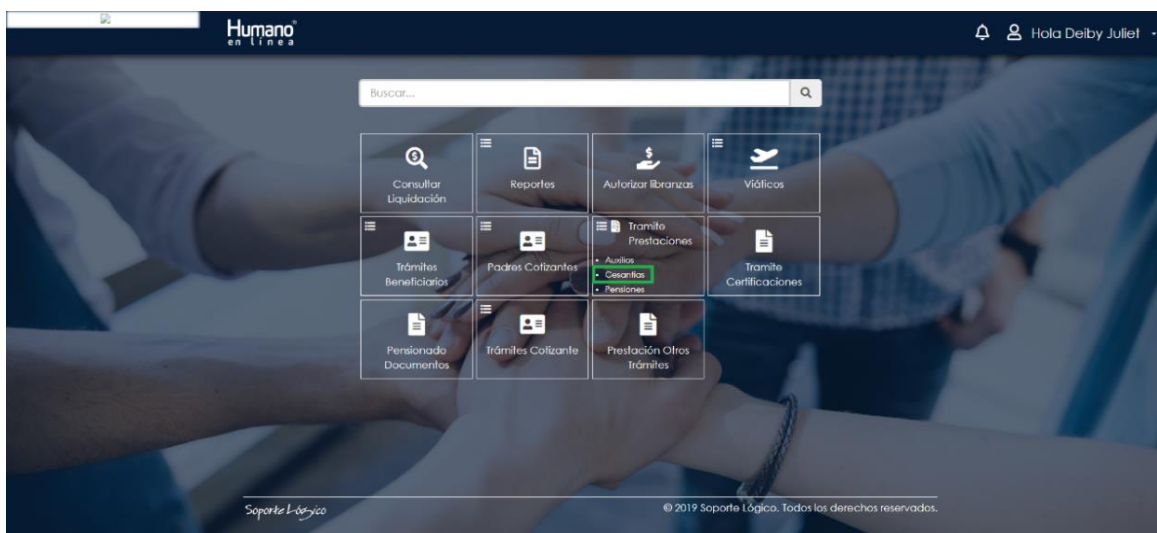 Humano®
en línea
Hola Deiby Juliet
Buscar...
Consultar
Liquidación
Reportes
Autorizar libranzas
Viáticos
Trámites
Beneficiarios
Padres Cotizantes
Tramite
Prestaciones
• Auxilios
• Cesantías
• Pensiones
Tramite
Certificaciones
Pensionado
Documentos
Trámites Cotizante
Prestación Otros
Trámites
Soporte Lógico
© 2019 Soporte Lógico. Todos los derechos reservados.